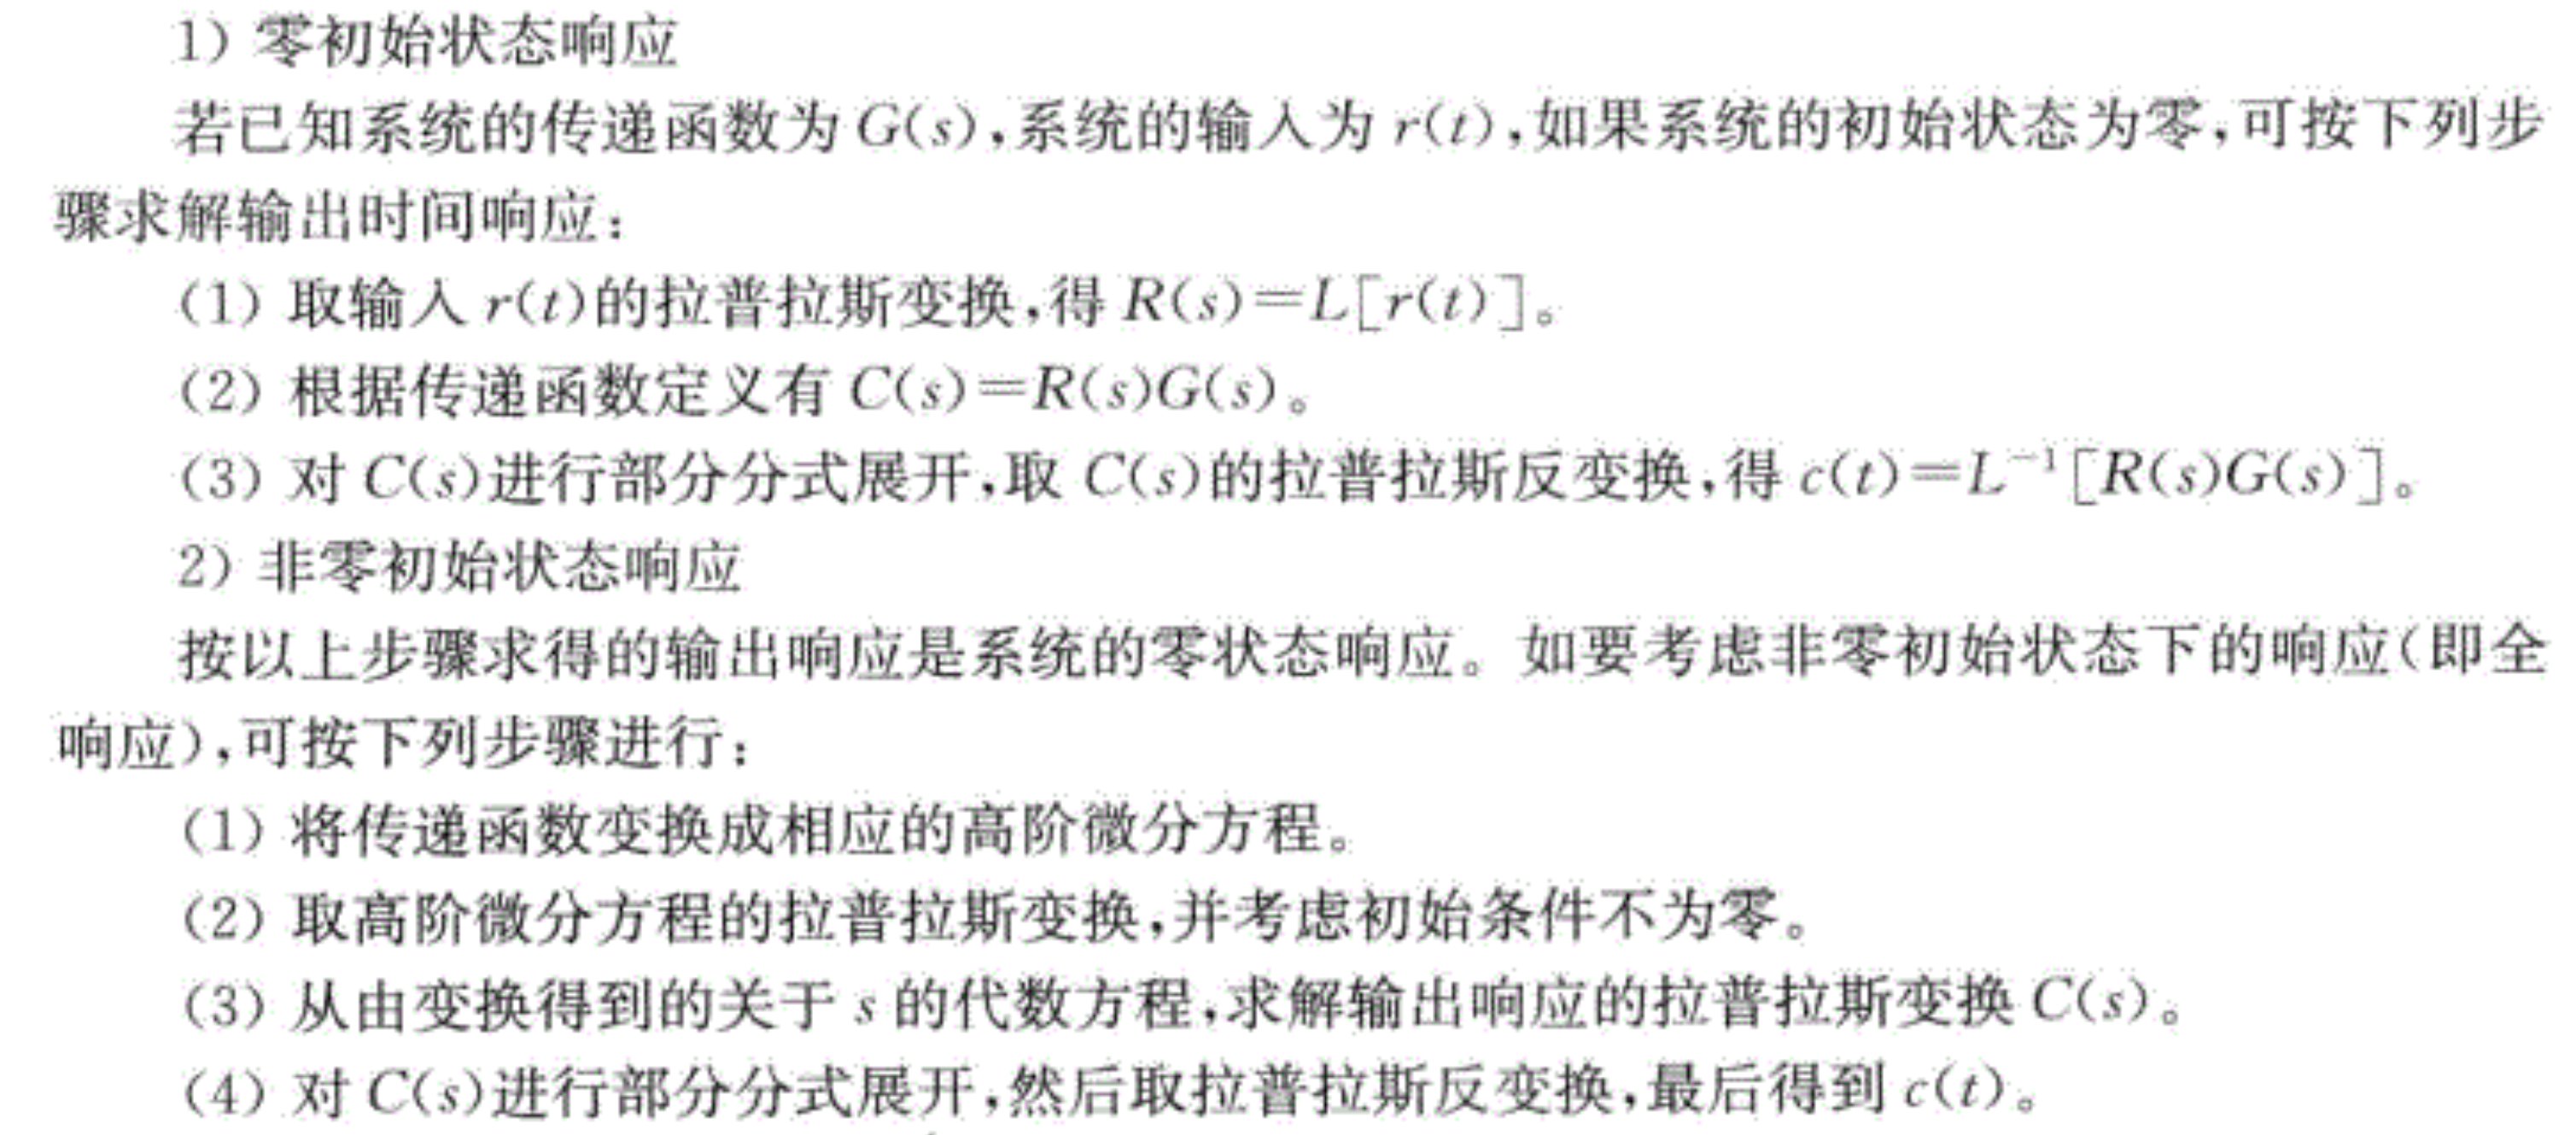 1) 零初始状态响应
若已知系统的传递函数为 G(s),系统的输入为 r(t),如果系统的初始状态为零,可按下列步
骤求解输出时间响应:
(1) 取输入 r(t)的拉普拉斯变换,得 R(s)=L[r(t)]。
(2) 根据传递函数定义有 C(s)=R(s)G(s)。
(3) 对 C(s)进行部分分式展开,取 C(s)的拉普拉斯反变换,得 c(t)=L⁻¹[R(s)G(s)]。
2) 非零初始状态响应
按以上步骤求得的输出响应是系统的零状态响应。如要考虑非零初始状态下的响应(即全
响应),可按下列步骤进行:
(1) 将传递函数变换成相应的高阶微分方程。
(2) 取高阶微分方程的拉普拉斯变换,并考虑初始条件不为零。
(3) 从由变换得到的关于 s 的代数方程,求解输出响应的拉普拉斯变换 C(s)。
(4) 对 C(s)进行部分分式展开,然后取拉普拉斯反变换,最后得到 c(t)。